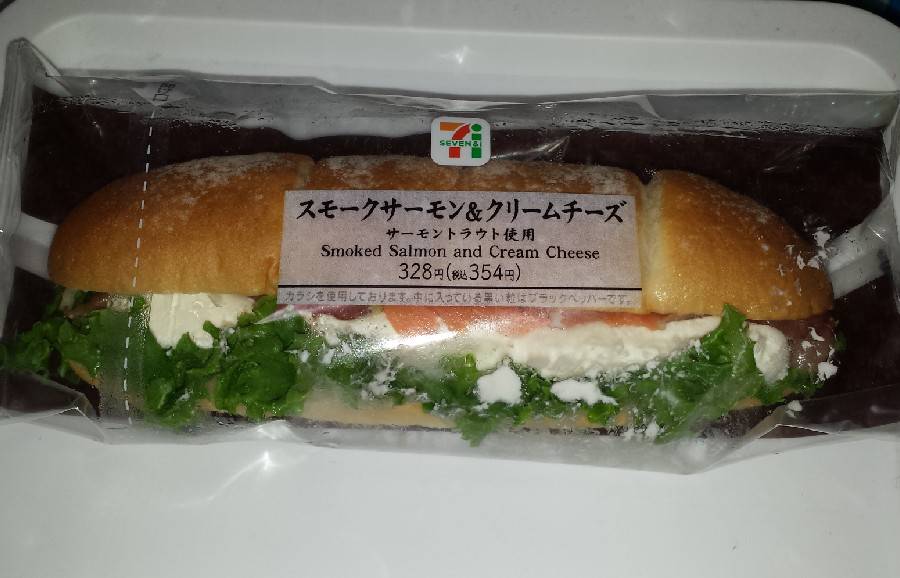 7i
SEVEN&i
スモークサーモン&クリームチーズ
サーモントラウト使用
Smoked Salmon and Cream Cheese
328円(税込354円)
カラシを使用しております。中に入っている黒い粒はブラックペッパーです。